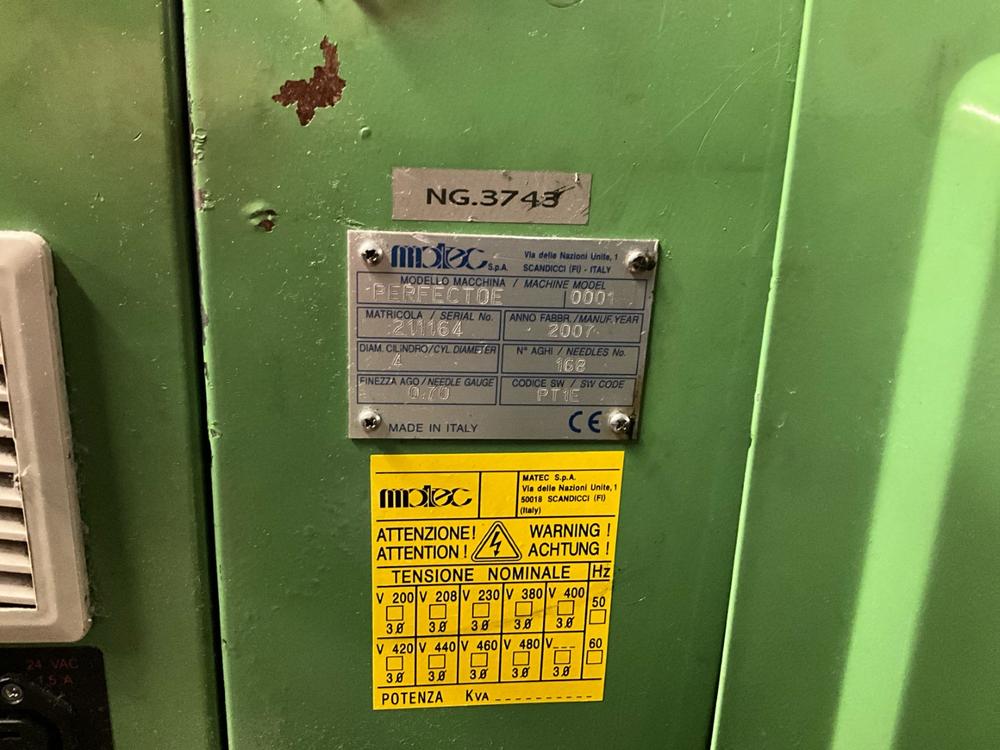 NG.3743
matec S.p.A.
Via delle Nazioni Unite, 1
SCANDICCI (FI) - ITALY
MODELLO MACCHINA / MACHINE MODEL
PERFECTOE 0001
MATRICOLA / SERIAL No.
211164
ANNO FABBR./MANUF.YEAR
2007
DIAM. CILINDRO/CYL.DIAMETER
4
N° AGHI / NEEDLES No.
168
FINEZZA AGO / NEEDLE GAUGE
0.70
CODICE SW / SW CODE
PT1E
MADE IN ITALY
CE
matec
MATEC S.p.A.
Via delle Nazioni Unite, 1
50018 SCANDICCI (FI)
(Italy)
ATTENZIONE! WARNING !
ATTENTION ! ACHTUNG !
TENSIONE NOMINALE Hz
V 200 V 208 V 230 V 380 V 400 50
3Ø 3Ø 3Ø 3Ø 3Ø
V 420 V 440 V 460 V 480 V___ 60
3Ø 3Ø 3Ø 3Ø 3Ø
POTENZA KVA
24 VAC
1.5 A